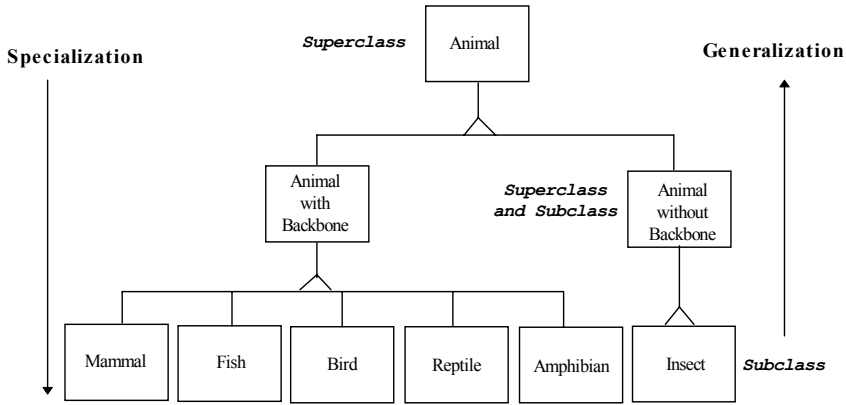 Superclass
Animal
Specialization
Generalization
Animal
with
Backbone
Superclass
and Subclass
Animal
without
Backbone
Mammal
Fish
Bird
Reptile
Amphibian
Insect
Subclass